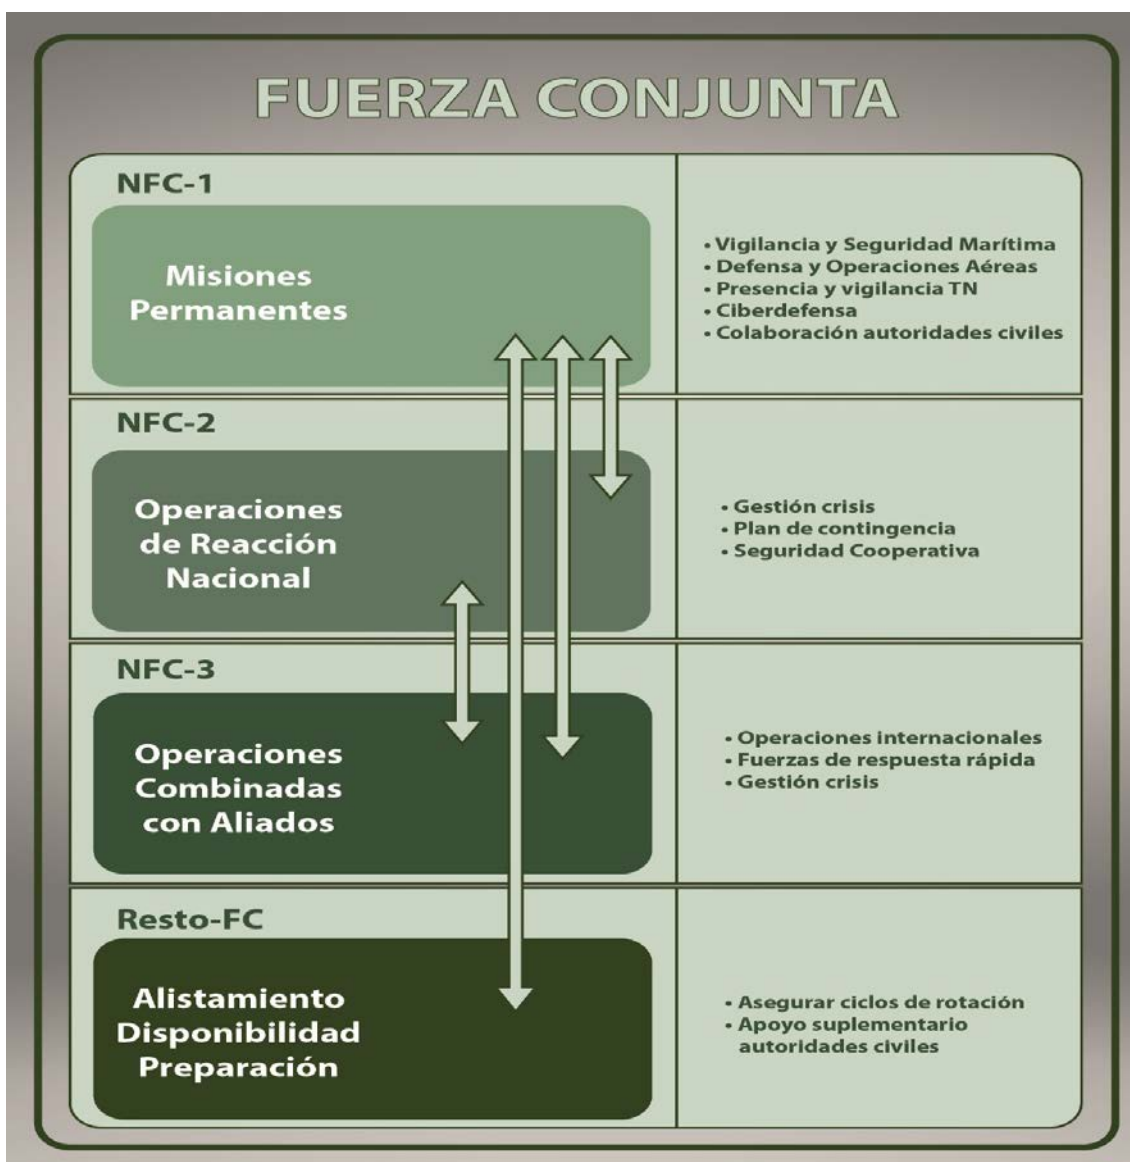 FUERZA CONJUNTA
NFC-1
Misiones
Permanentes
• Vigilancia y Seguridad Marítima
• Defensa y Operaciones Aéreas
• Presencia y vigilancia TN
• Ciberdefensa
• Colaboración autoridades civiles
NFC-2
Operaciones
de Reacción
Nacional
• Gestión crisis
• Plan de contingencia
• Seguridad Cooperativa
NFC-3
Operaciones
Combinadas
con Aliados
• Operaciones internacionales
• Fuerzas de respuesta rápida
• Gestión crisis
Resto-FC
Alistamiento
Disponibilidad
Preparación
• Asegurar ciclos de rotación
• Apoyo suplementario
autoridades civiles